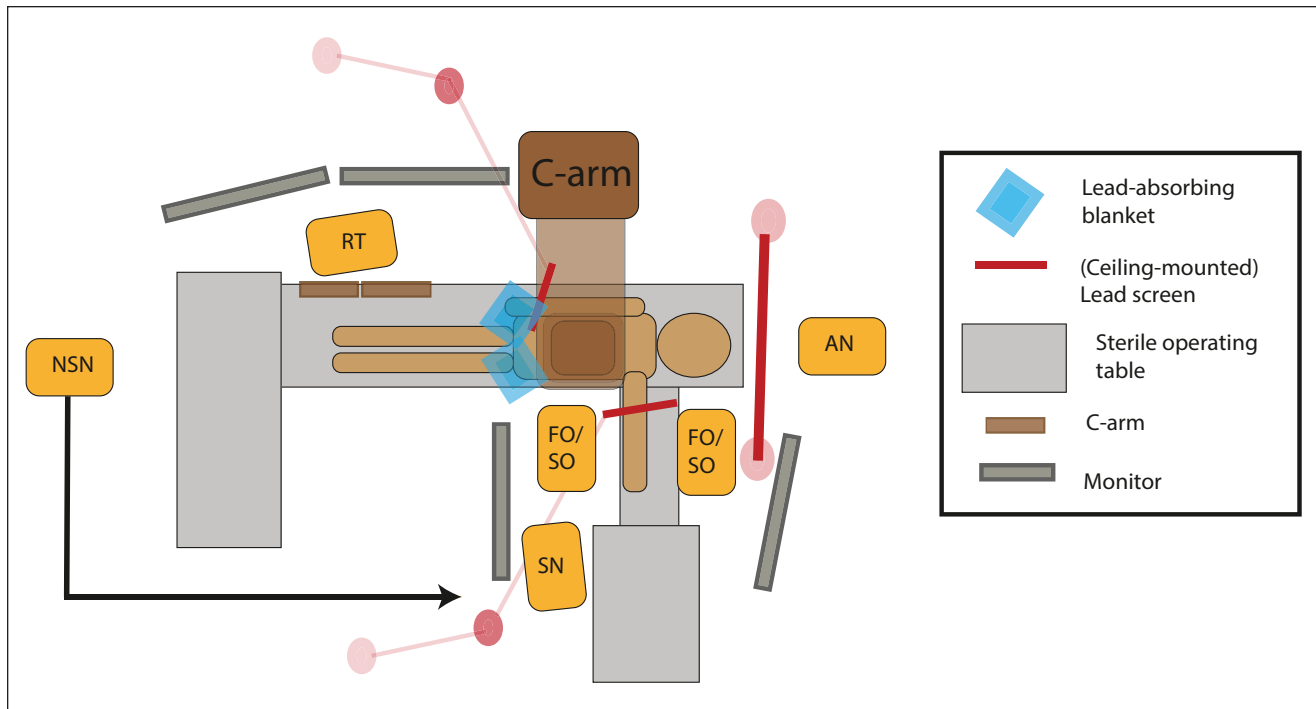 C-arm
RT
NSN
AN
FO/
SO
FO/
SO
SN
Lead-absorbing
blanket
(Ceiling-mounted)
Lead screen
Sterile operating
table
C-arm
Monitor